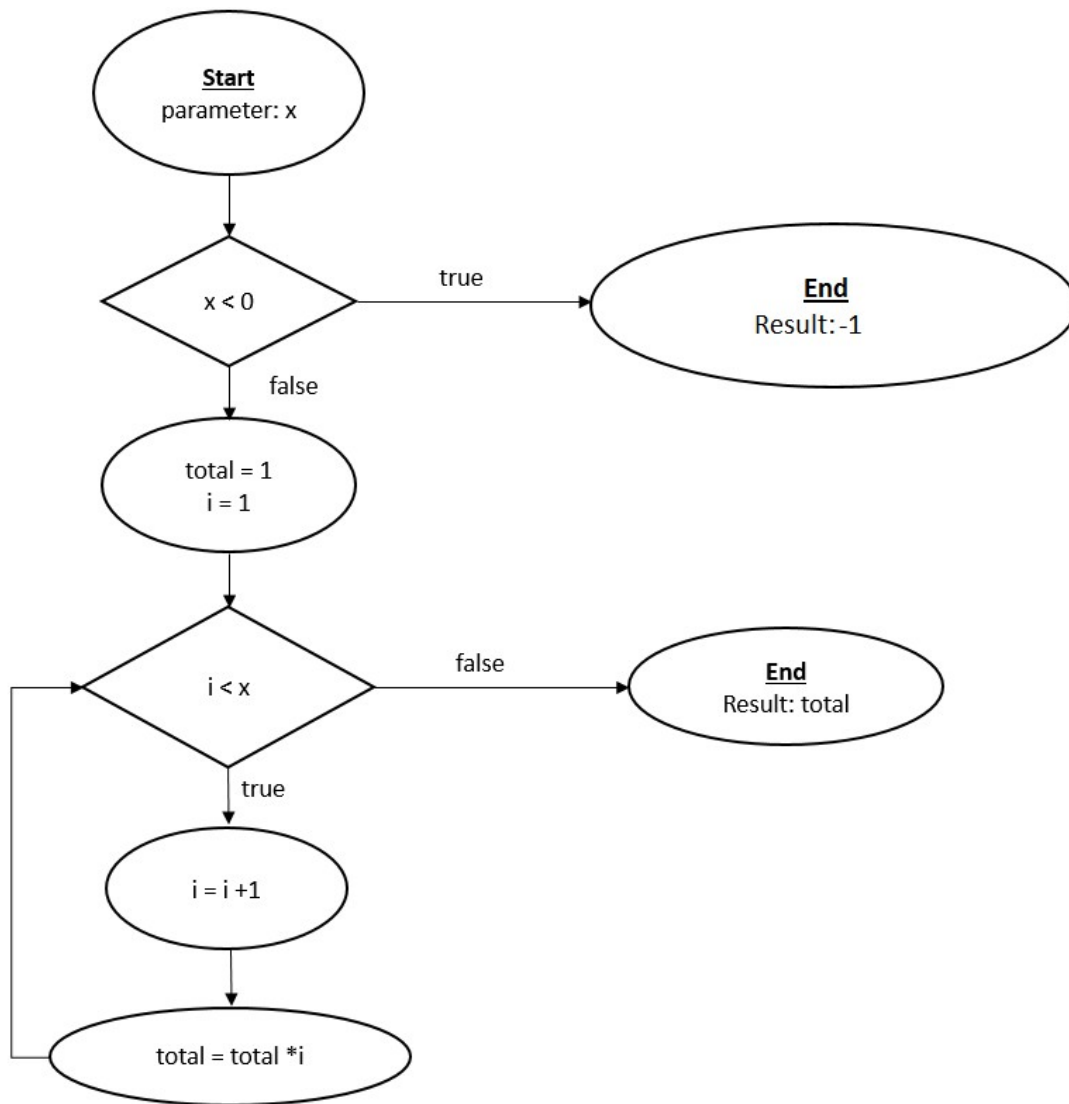 Start
parameter: x
x < 0
true
End
Result: -1
false
total = 1
i = 1
i < x
false
End
Result: total
true
i = i +1
total = total *i